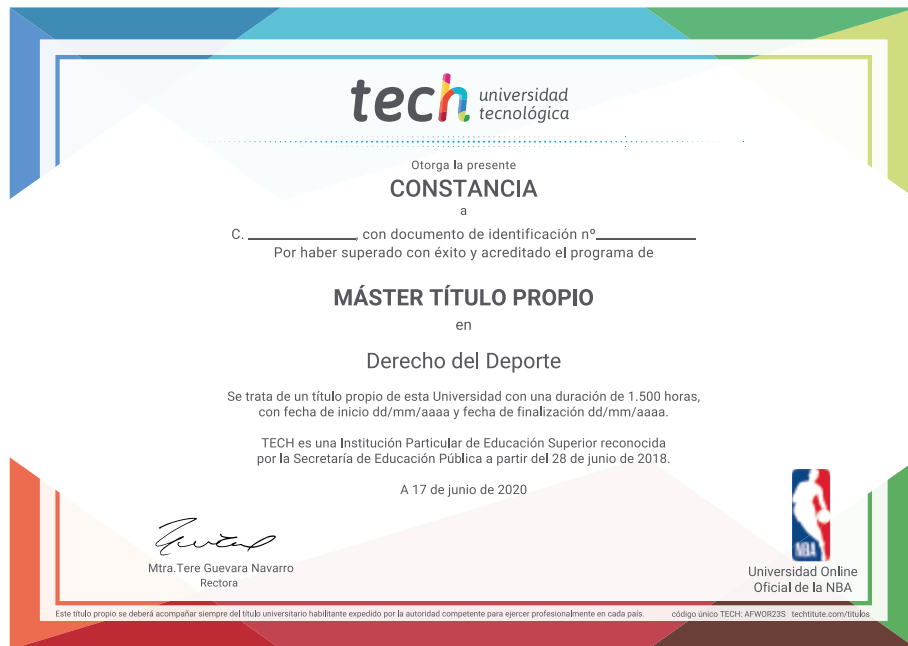 tech universidad
tecnológica
Otorga la presente
CONSTANCIA
a
C. ____________, con documento de identificación nº____________
Por haber superado con éxito y acreditado el programa de
MÁSTER TÍTULO PROPIO
en
Derecho del Deporte
Se trata de un título propio de esta Universidad con una duración de 1.500 horas,
con fecha de inicio dd/mm/aaaa y fecha de finalización dd/mm/aaaa.
TECH es una Institución Particular de Educación Superior reconocida
por la Secretaría de Educación Pública a partir del 28 de junio de 2018.
A 17 de junio de 2020
Mtra.Tere Guevara Navarro
Rectora
NBA
Universidad Online
Oficial de la NBA
Este título propio se deberá acompañar siempre del título universitario habilitante expedido por la autoridad competente para ejercer profesionalmente en cada país. código único TECH: AFWOR23S techtitute.com/titulos